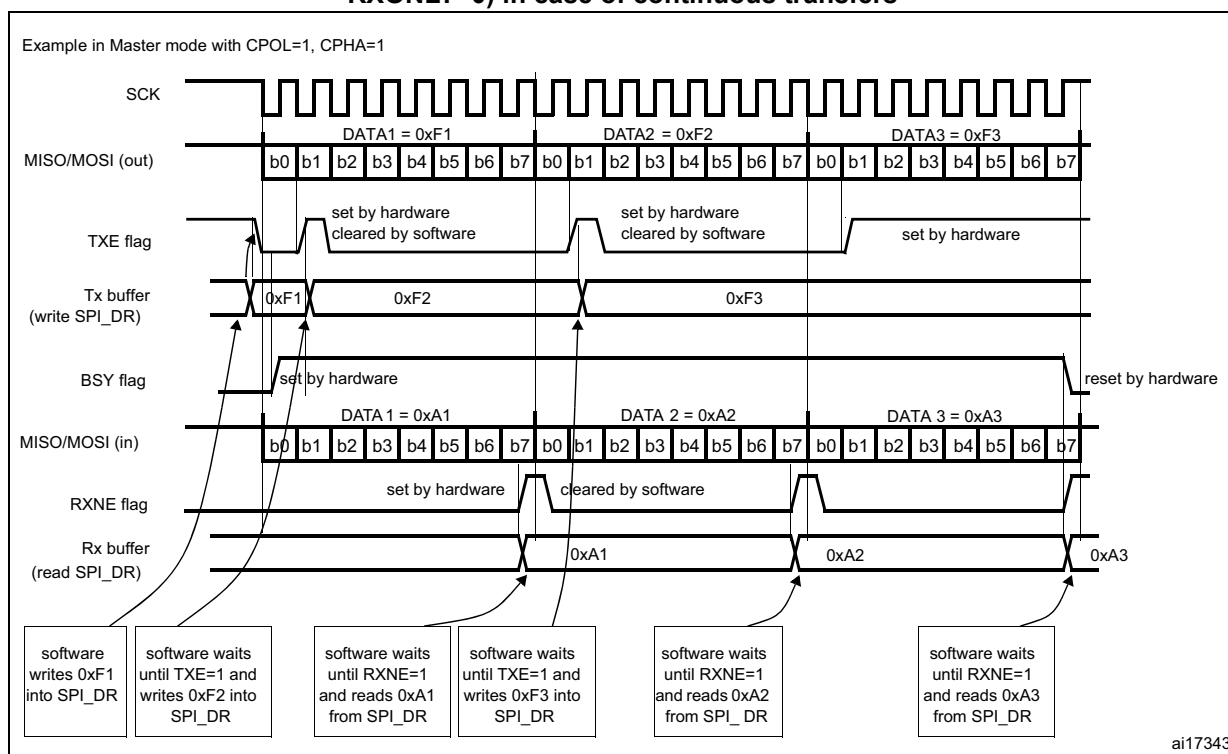 Example in Master mode with CPOL=1, CPHA=1
SCK
DATA1 = 0xF1 DATA2 = 0xF2 DATA3 = 0xF3
MISO/MOSI (out) b0 b1 b2 b3 b4 b5 b6 b7 b0 b1 b2 b3 b4 b5 b6 b7 b0 b1 b2 b3 b4 b5 b6 b7
set by hardware set by hardware
cleared by software cleared by software
TXE flag set by hardware
Tx buffer 0xF1 0xF2 0xF3
(write SPI_DR)
BSY flag set by hardware reset by hardware
DATA 1 = 0xA1 DATA 2 = 0xA2 DATA 3 = 0xA3
MISO/MOSI (in) b0 b1 b2 b3 b4 b5 b6 b7 b0 b1 b2 b3 b4 b5 b6 b7 b0 b1 b2 b3 b4 b5 b6 b7
set by hardware cleared by software
RXNE flag
Rx buffer 0xA1 0xA2 0xA3
(read SPI_DR)
software
writes 0xF1
into SPI_DR
software waits
until TXE=1 and
writes 0xF2 into
SPI_DR
software waits
until RXNE=1
and reads 0xA1
from SPI_DR
software waits
until TXE=1 and
writes 0xF3 into
SPI_DR
software waits
until RXNE=1
and reads 0xA2
from SPI_ DR
software waits
until RXNE=1
and reads 0xA3
from SPI_DR
ai17343